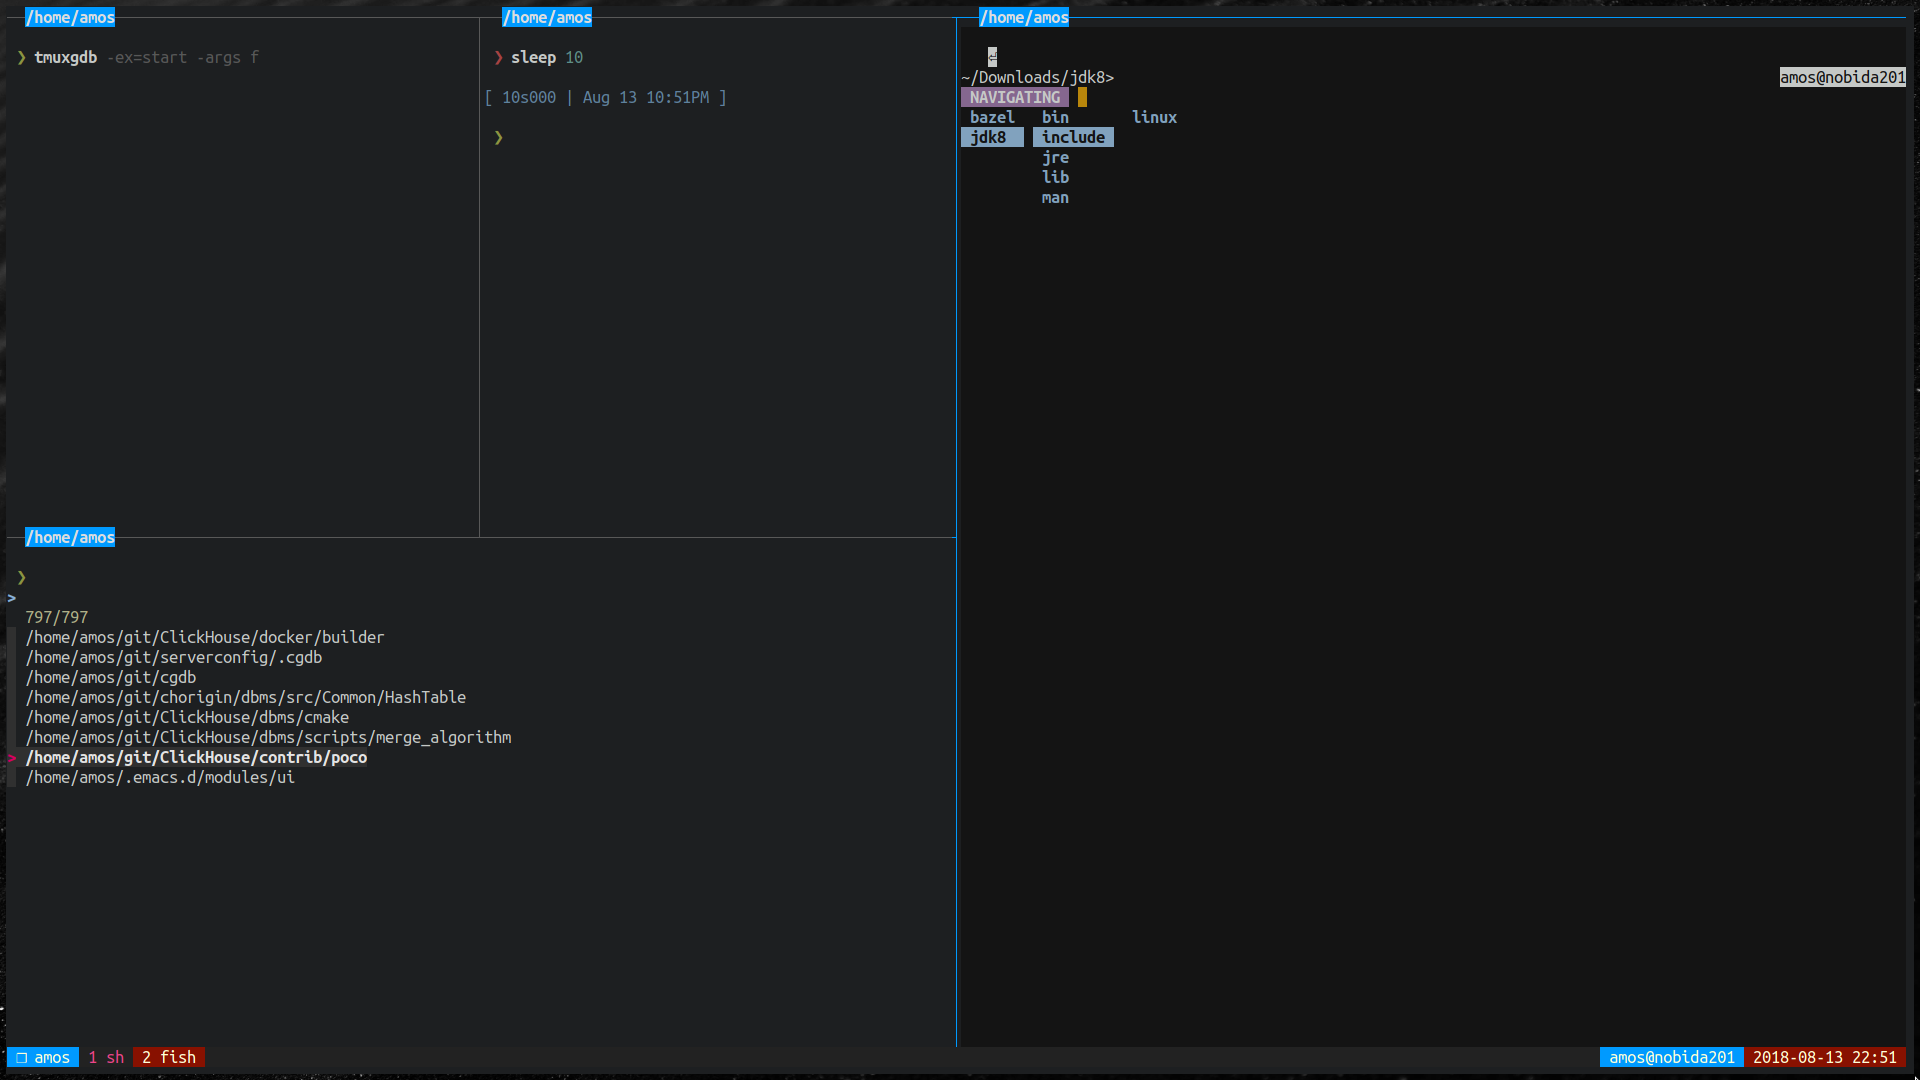 /home/amos
❯ tmuxgdb -ex=start -args f
/home/amos
❯ sleep 10
[ 10s000 | Aug 13 10:51PM ]
❯
/home/amos
⏎
~/Downloads/jdk8> amos@nobida201
NAVIGATING
bazel bin linux
jdk8 include
jre
lib
man
/home/amos
❯
>
797/797
/home/amos/git/ClickHouse/docker/builder
/home/amos/git/serverconfig/.cgdb
/home/amos/git/cgdb
/home/amos/git/chorigin/dbms/src/Common/HashTable
/home/amos/git/ClickHouse/dbms/cmake
/home/amos/git/ClickHouse/dbms/scripts/merge_algorithm
> /home/amos/git/ClickHouse/contrib/poco
/home/amos/.emacs.d/modules/ui
❐ amos 1 sh 2 fish amos@nobida201 2018-08-13 22:51